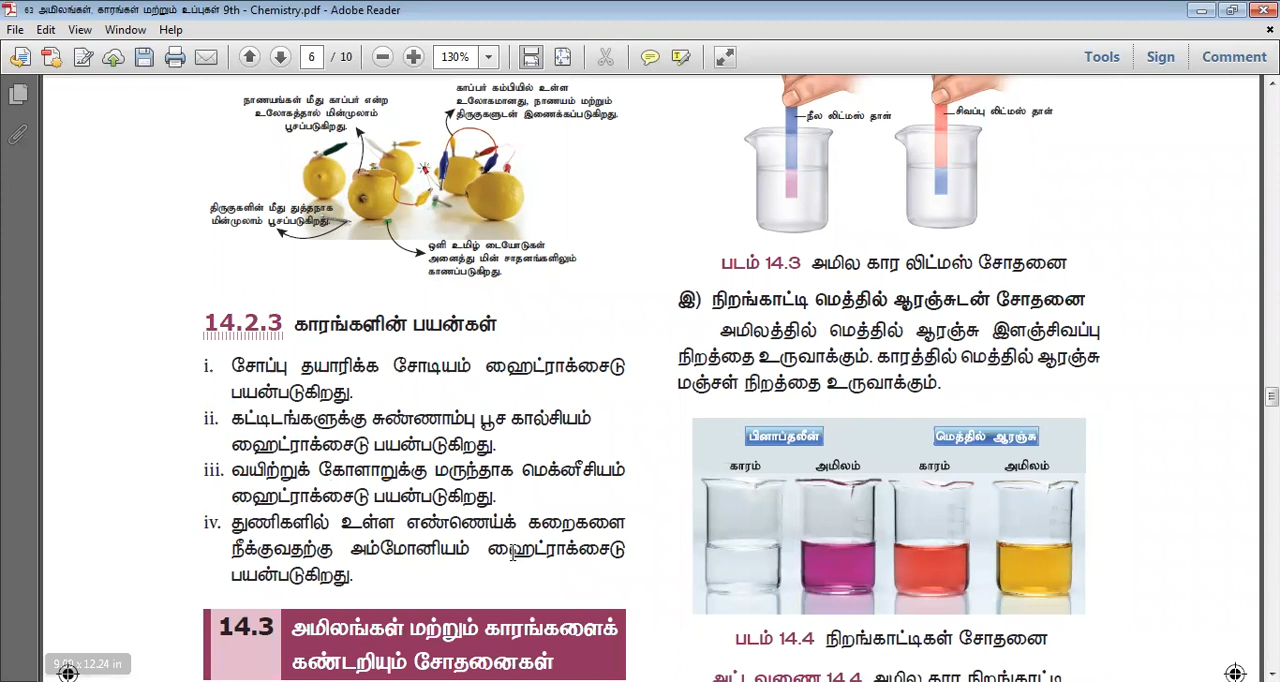 63 அமிலங்கள், காரங்கள் மற்றும் உப்புகள் 9th - Chemistry.pdf - Adobe Reader
File Edit View Window Help
6 / 10 130% Tools Sign Comment
நாணயங்கள் மீது காப்பர் என்ற
உலோகத்தால் மின்முலாம்
பூசப்படுகிறது.
காப்பர் கம்பியில் உள்ள
உலோகமானது, நாணயம் மற்றும்
திருகுகளுடன் இணைக்கப்படுகிறது.
திருகுகளின் மீது துத்தநாக
மின்முலாம் பூசப்படுகிறது.
ஒளி உமிழ் டையோடுகள்
அனைத்து மின் சாதனங்களிலும்
காணப்படுகிறது.
14.2.3 காரங்களின் பயன்கள்
i. சோப்பு தயாரிக்க சோடியம் ஹைட்ராக்சைடு
பயன்படுகிறது.
ii. கட்டிடங்களுக்கு சுண்ணாம்பு பூச கால்சியம்
ஹைட்ராக்சைடு பயன்படுகிறது.
iii. வயிற்றுக் கோளாறுக்கு மருந்தாக மெக்னீசியம்
ஹைட்ராக்சைடு பயன்படுகிறது.
iv. துணிகளில் உள்ள எண்ணெய்க் கறைகளை
நீக்குவதற்கு அம்மோனியம் ஹைட்ராக்சைடு
பயன்படுகிறது.
14.3 அமிலங்கள் மற்றும் காரங்களைக்
கண்டறியும் சோதனைகள்
9.00 x 12.24 in
நீல லிட்மஸ் தாள்
சிவப்பு லிட்மஸ் தாள்
படம் 14.3 அமில கார லிட்மஸ் சோதனை
இ) நிறங்காட்டி மெத்தில் ஆரஞ்சுடன் சோதனை
அமிலத்தில் மெத்தில் ஆரஞ்சு இளஞ்சிவப்பு
நிறத்தை உருவாக்கும். காரத்தில் மெத்தில் ஆரஞ்சு
மஞ்சள் நிறத்தை உருவாக்கும்.
பினாப்தலீன் மெத்தில் ஆரஞ்சு
காரம் அமிலம் காரம் அமிலம்
படம் 14.4 நிறங்காட்டிகள் சோதனை
அட்டவணை 14.4 அமில கார நிறங்காட்டி